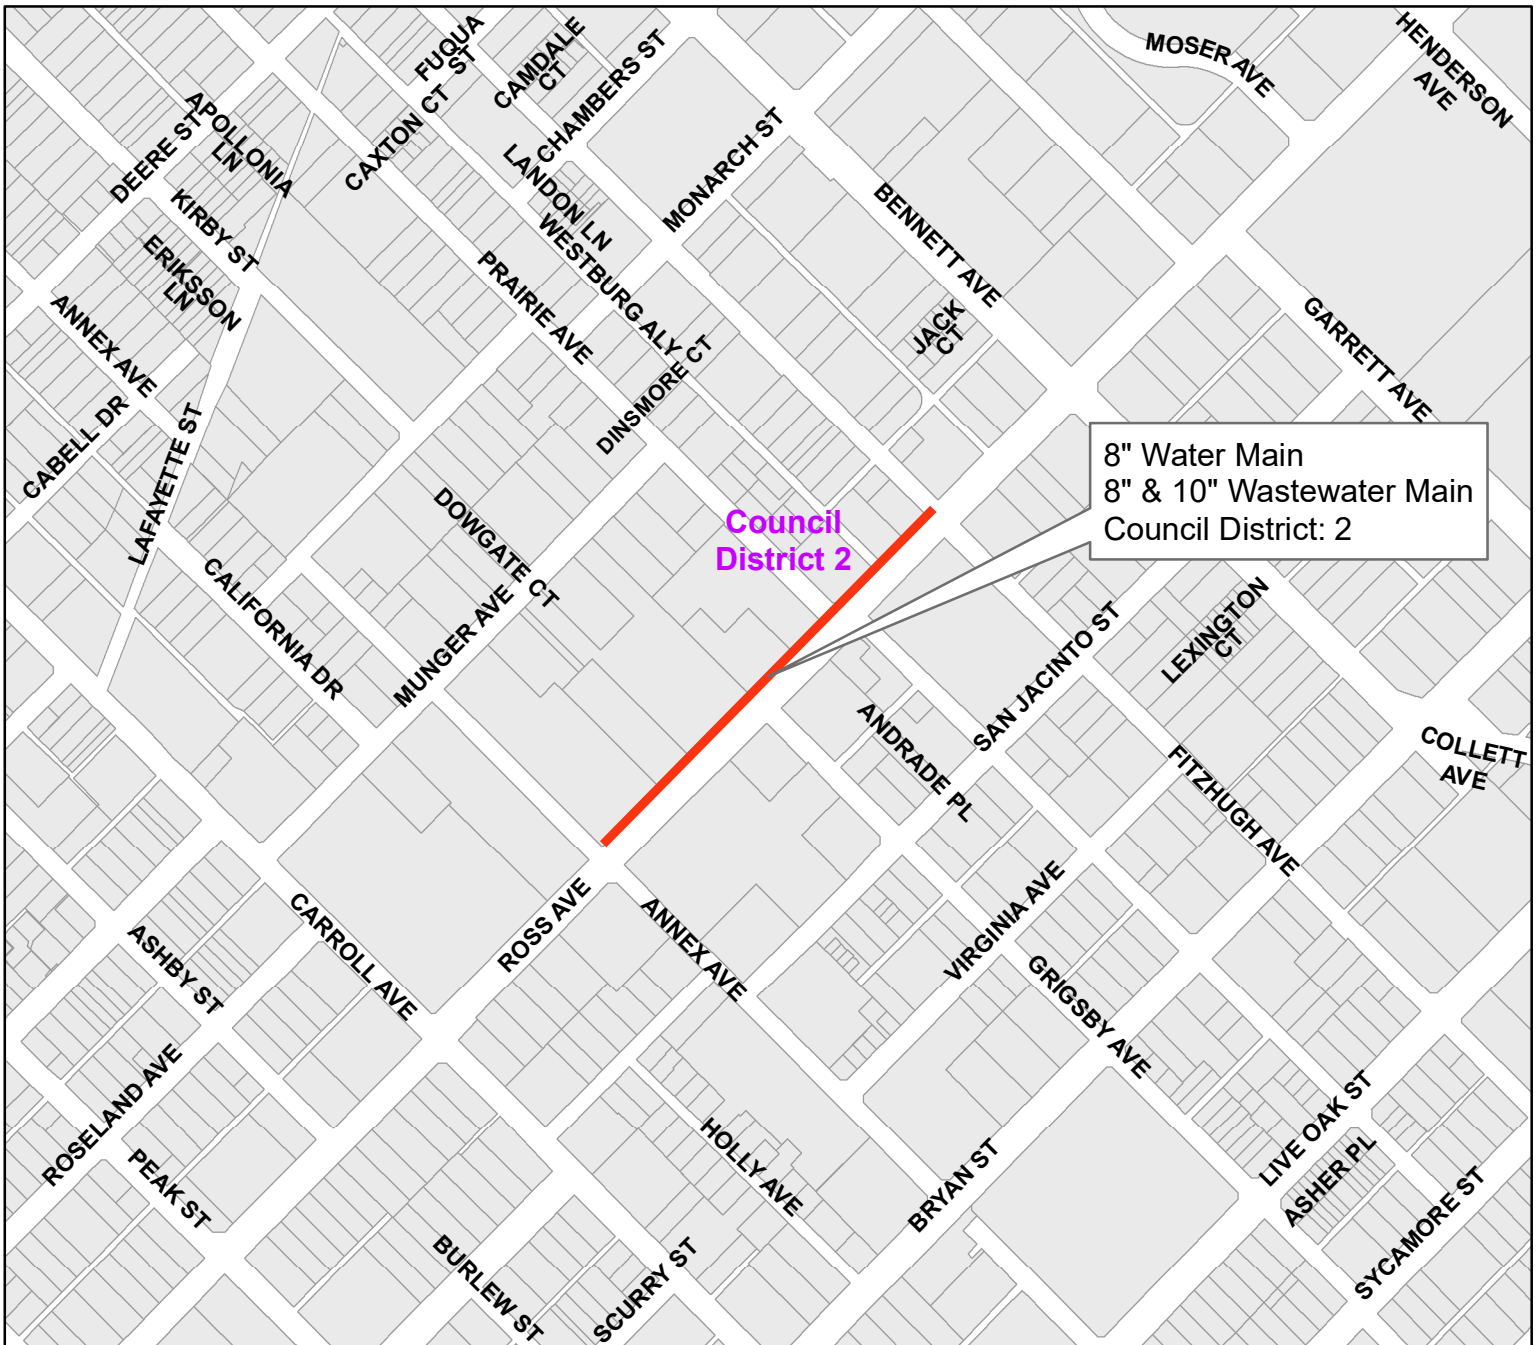 MOSER AVE
HENDERSON
AVE
FUQUA
ST
CAMDALE
CT
CHAMBERS ST
CAXTON CT
APOLLONIA
LN
DEERE ST
KIRBY ST
ERIKSSON
LN
LANDON LN
MONARCH ST
WESTBURG ALY
BENNETT AVE
PRAIRIE AVE
JACK
CT
GARRETT AVE
ANNEX AVE
DINSMORE CT
CABELL DR
LAFAYETTE ST
8" Water Main
8" & 10" Wastewater Main
Council District: 2
Council
District 2
DOWGATE CT
MUNGER AVE
CALIFORNIA DR
LEXINGTON
CT
SAN JACINTO ST
ANDRADE PL
COLLETT
AVE
FITZHUGH AVE
ROSS AVE
ANNEX AVE
VIRGINIA AVE
CARROLL AVE
ASHBY ST
GRIGSBY AVE
ROSELAND AVE
PEAK ST
HOLLY AVE
BRYAN ST
LIVE OAK ST
ASHER PL
SYCAMORE ST
BURLEW ST
SCURRY ST